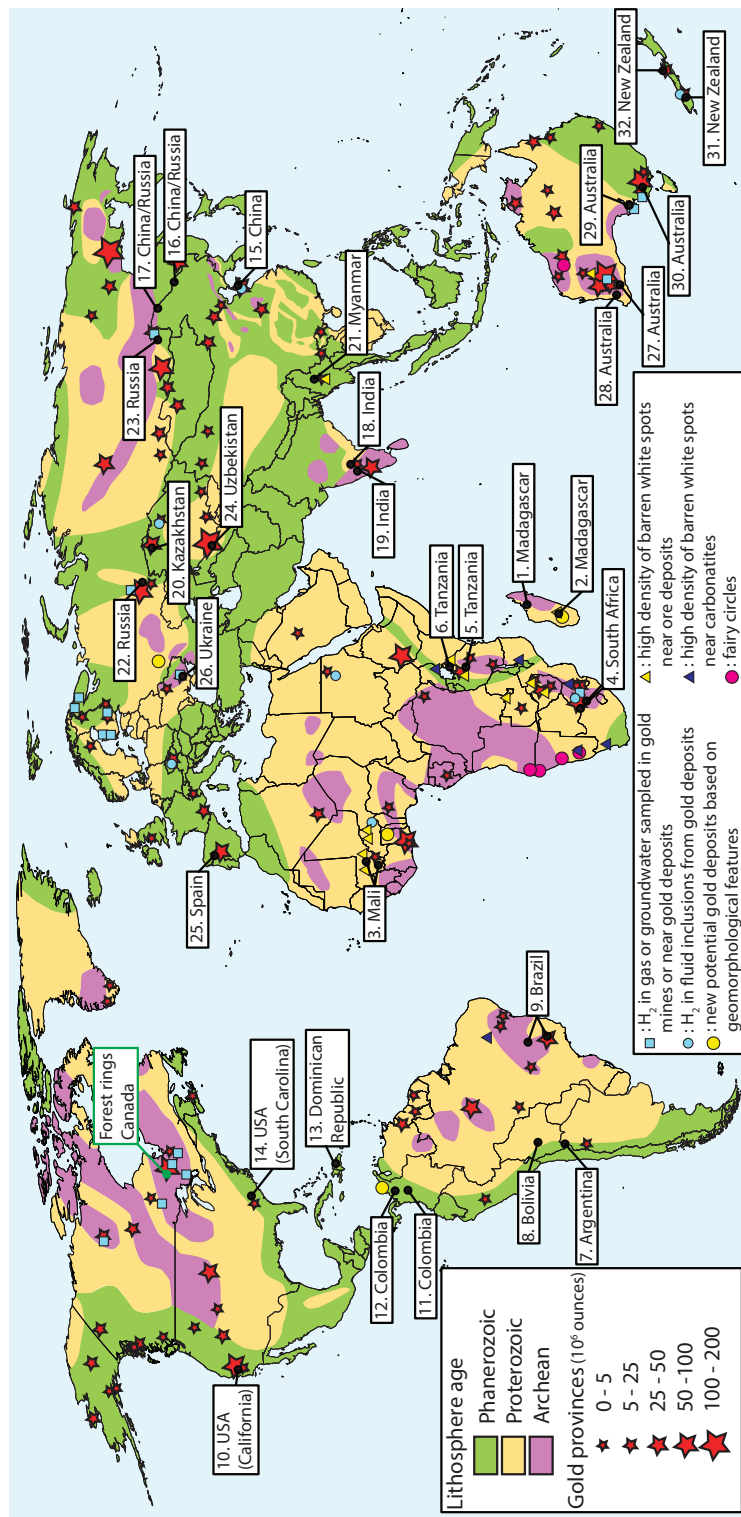 Forest rings
Canada
10. USA
(California)
14. USA
(South Carolina)
13. Dominican
Republic
12. Colombia
11. Colombia
8. Bolivia
7. Argentina
9. Brazil
25. Spain
3. Mali
22. Russia
26. Ukraine
20. Kazakhstan
24. Uzbekistan
23. Russia
17. China/Russia
16. China/Russia
15. China
21. Myanmar
18. India
19. India
6. Tanzania
5. Tanzania
1. Madagascar
2. Madagascar
4. South Africa
28. Australia
27. Australia
29. Australia
30. Australia
32. New Zealand
31. New Zealand
Lithosphere age
Phanerozoic
Proterozoic
Archean
Gold provinces (10⁶ ounces)
0 - 5
5 - 25
25 - 50
50 -100
100 - 200
: H₂ in gas or groundwater sampled in gold
mines or near gold deposits
: H₂ in fluid inclusions from gold deposits
: new potential gold deposits based on
geomorphological features
: high density of barren white spots
near ore deposits
: high density of barren white spots
near carbonatites
: fairy circles